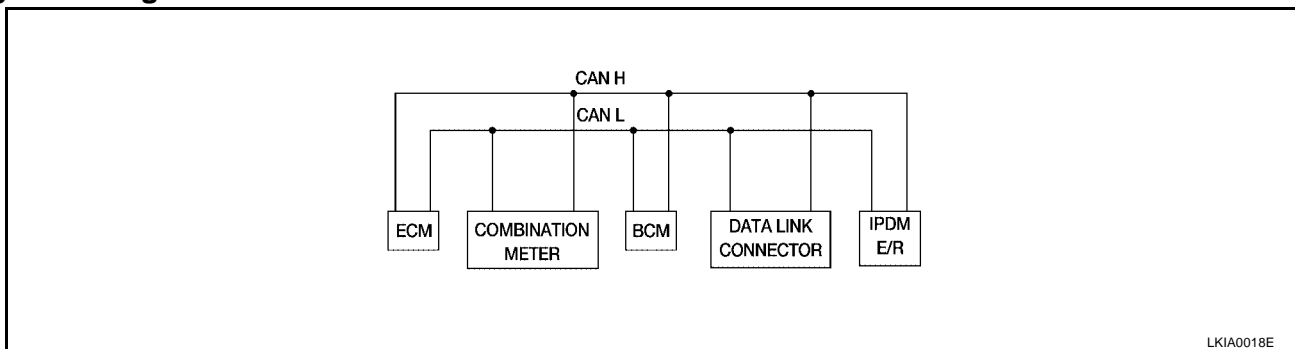 CAN H
CAN L
ECM
COMBINATION
METER
BCM
DATA LINK
CONNECTOR
IPDM
E/R
LKIA0018E